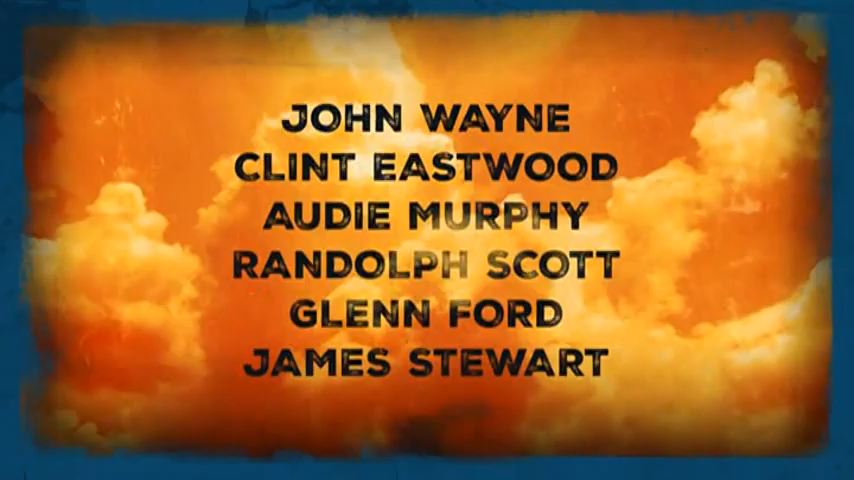 JOHN WAYNE
CLINT EASTWOOD
AUDIE MURPHY
RANDOLPH SCOTT
GLENN FORD
JAMES STEWART